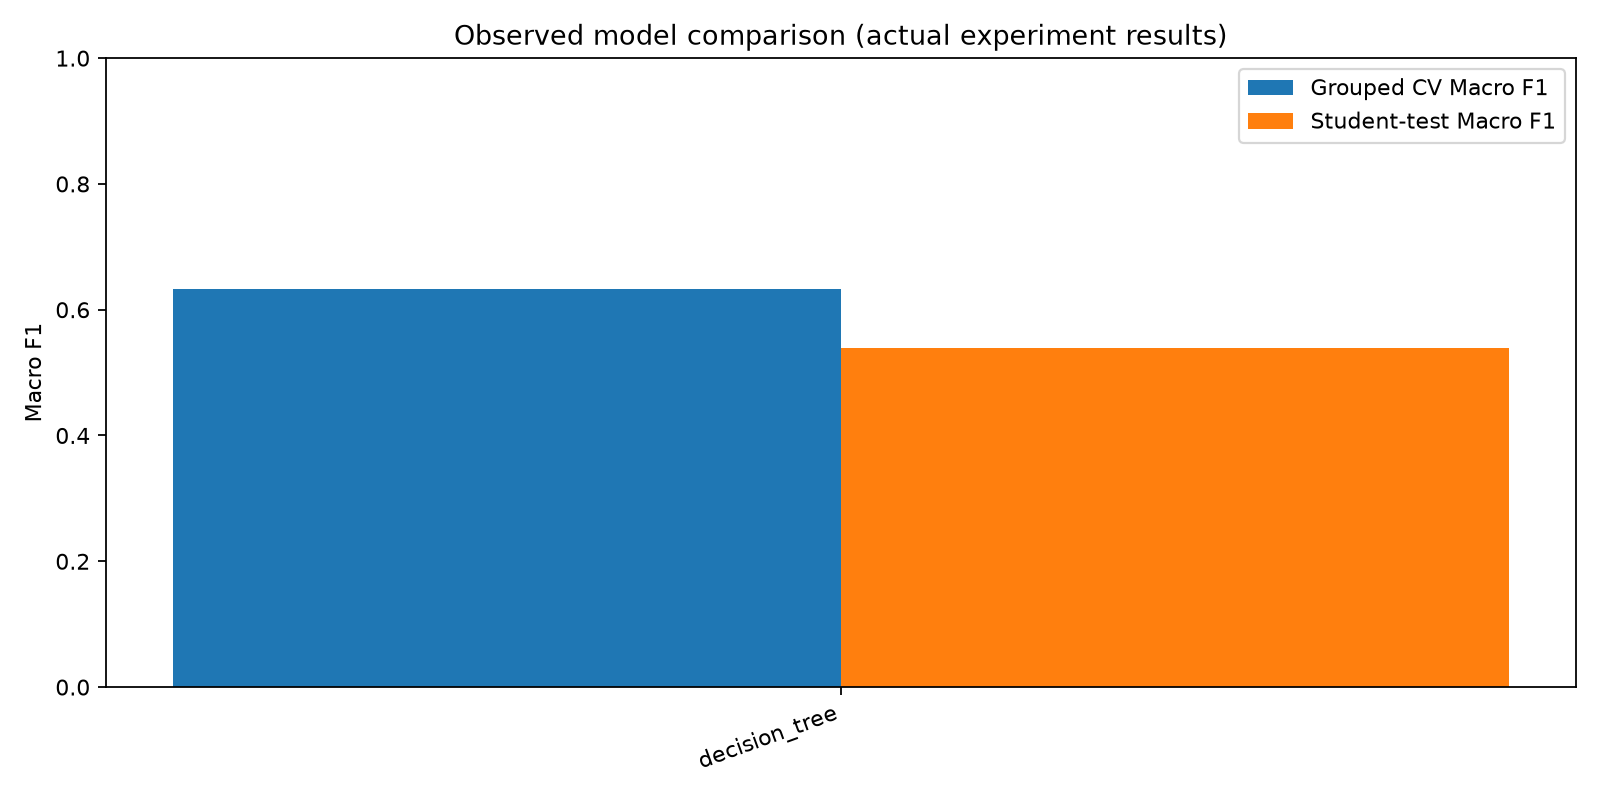 Observed model comparison (actual experiment results)
Grouped CV Macro F1
Student-test Macro F1
1.0
0.8
0.6
0.4
0.2
0.0
Macro F1
decision_tree